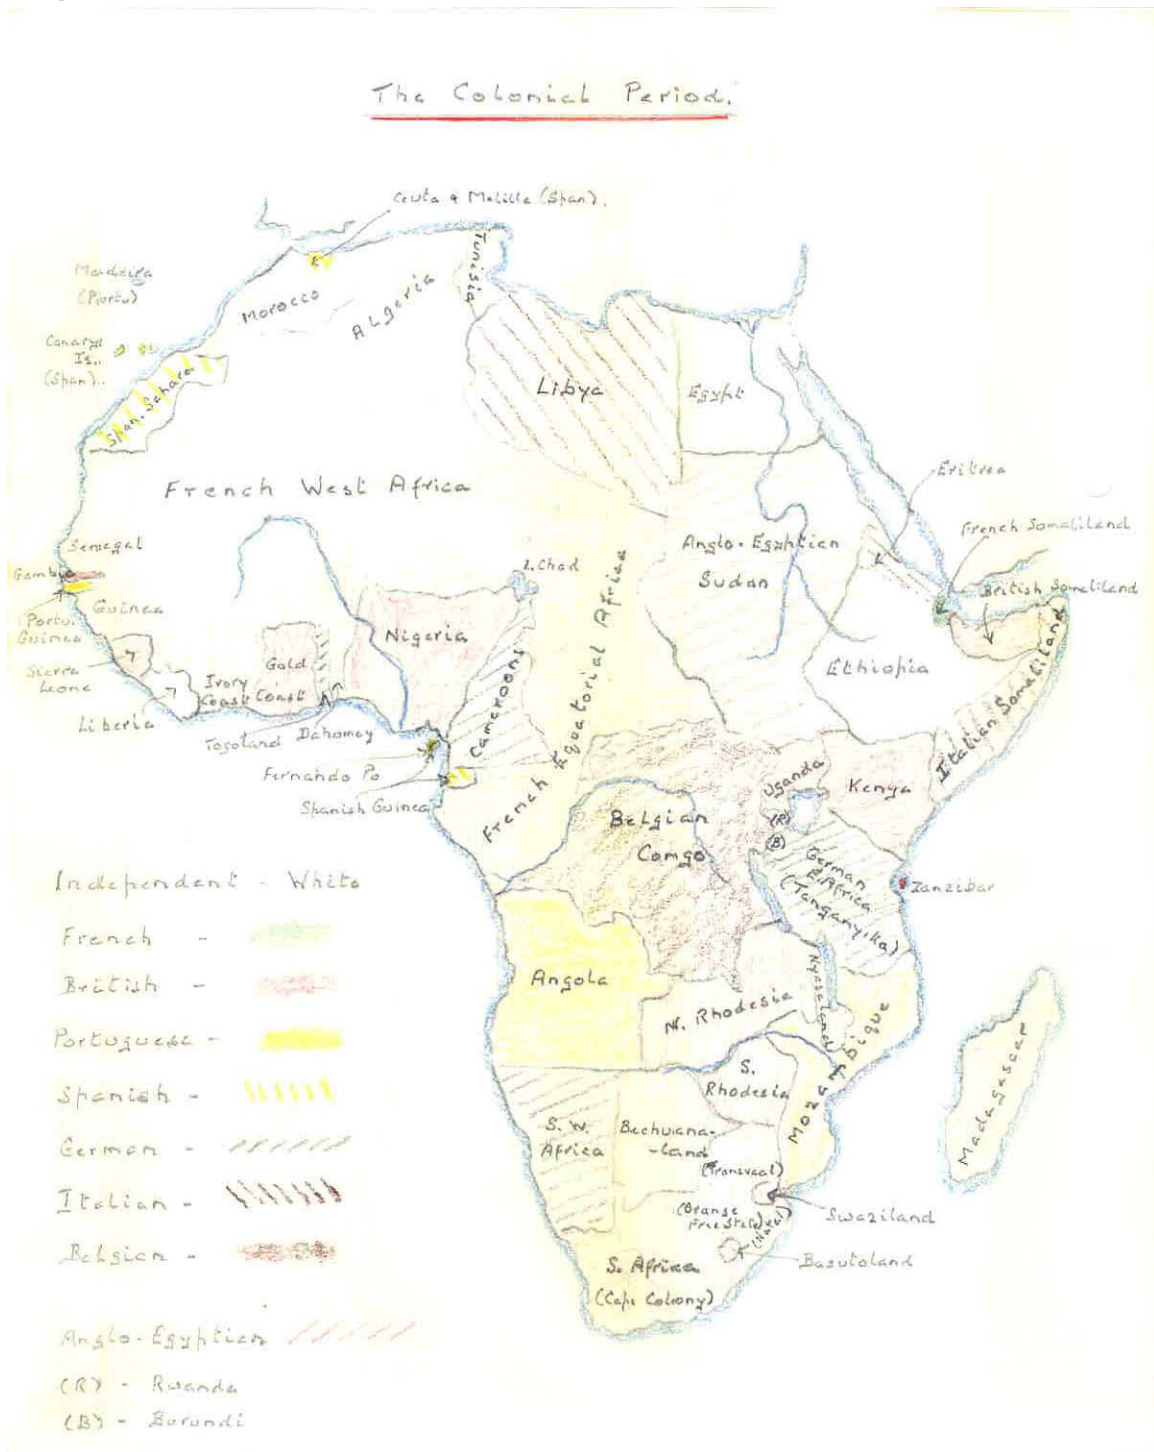 The Colonial Period.
Ceuta & Melilla (Span).
Madeira
(Portu)
Canary
Is..
(Span)..
Morocco
Algeria
Tunisia
Libya
Egypt
Span. Sahara
French West Africa
Eritrea
French Somaliland
British Somaliland
Anglo-Egyptian
Sudan
L. Chad
Senegal
Gambia
Guinea
Portu.
Guinea
Sierra
Leone
Liberia
Ivory
Coast
Gold
Coast
Togoland
Dahomey
Nigeria
Cameroons
French Equatorial Africa
Ethiopia
Italian Somaliland
Fernando Po
Spanish Guinea
Uganda
Kenya
Belgian
Congo
(R)
(B)
German
E. Africa
(Tanganyika)
Zanzibar
Angola
N. Rhodesia
Nyasaland
Mozambique
Madagascar
S.
Rhodesia
S. W.
Africa
Bechuana-
-land
(Transvaal)
(Orange
Free State)
(Natal)
Swaziland
Basutoland
S. Africa
(Cape Colony)
Independent - White
French -
British -
Portuguese -
Spanish -
German -
Italian -
Belgian -
Anglo-Egyptian
(R) - Rwanda
(B) - Burundi